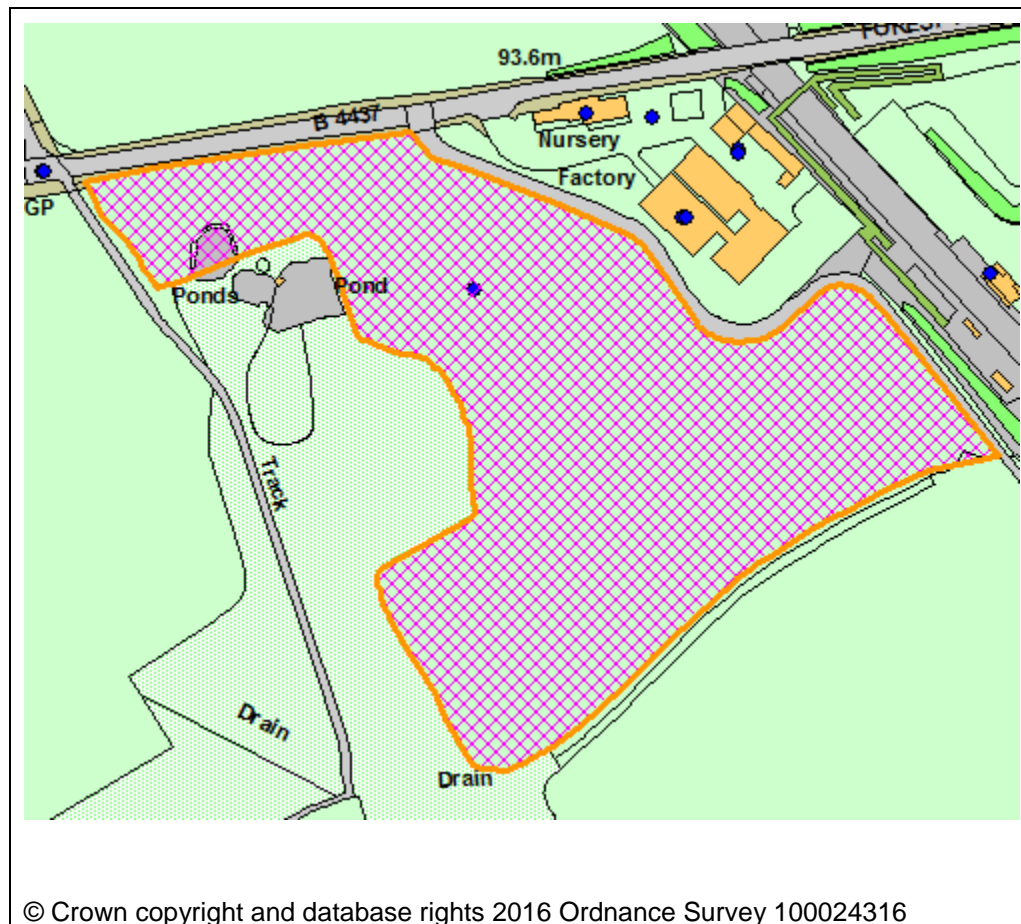 FOREST
93.6m
B 4437
Nursery
Factory
GP
Ponds
Pond
Track
Drain
Drain
© Crown copyright and database rights 2016 Ordnance Survey 100024316